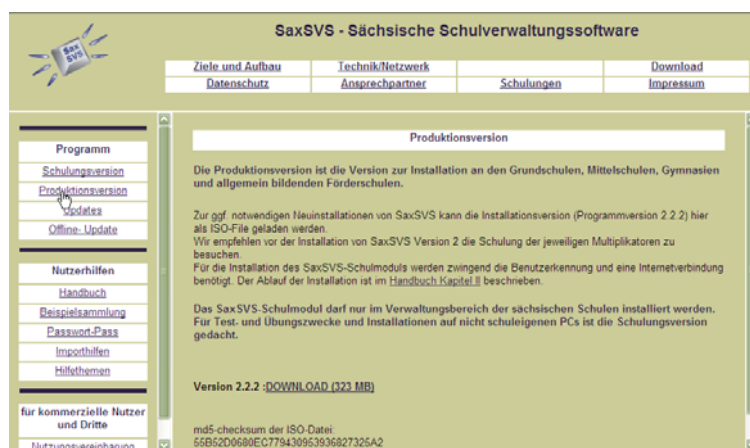 Sax
SVS
SaxSVS - Sächsische Schulverwaltungssoftware
Ziele und Aufbau Technik/Netzwerk Download
Datenschutz Ansprechpartner Schulungen Impressum
Programm
Schulungsversion
Produktionsversion
Updates
Offline- Update
Nutzerhilfen
Handbuch
Beispielsammlung
Passwort-Pass
Importhilfen
Hilfethemen
für kommerzielle Nutzer
und Dritte
Nutzungsvereinbarung
Produktionsversion
Die Produktionsversion ist die Version zur Installation an den Grundschulen, Mittelschulen, Gymnasien
und allgemein bildenden Förderschulen.
Zur ggf. notwendigen Neuinstallationen von SaxSVS kann die Installationsversion (Programmversion 2.2.2) hier
als ISO-File geladen werden.
Wir empfehlen vor der Installation von SaxSVS Version 2 die Schulung der jeweiligen Multiplikatoren zu
besuchen.
Für die Installation des SaxSVS-Schulmoduls werden zwingend die Benutzerkennung und eine Internetverbindung
benötigt. Der Ablauf der Installation ist im Handbuch Kapitel II beschrieben.
Das SaxSVS-Schulmodul darf nur im Verwaltungsbereich der sächsischen Schulen installiert werden.
Für Test- und Übungszwecke und Installationen auf nicht schuleigenen PCs ist die Schulungsversion
gedacht.
Version 2.2.2 :DOWNLOAD (323 MB)
md5-checksum der ISO-Datei:
55B52D0680EC779430953936827325A2